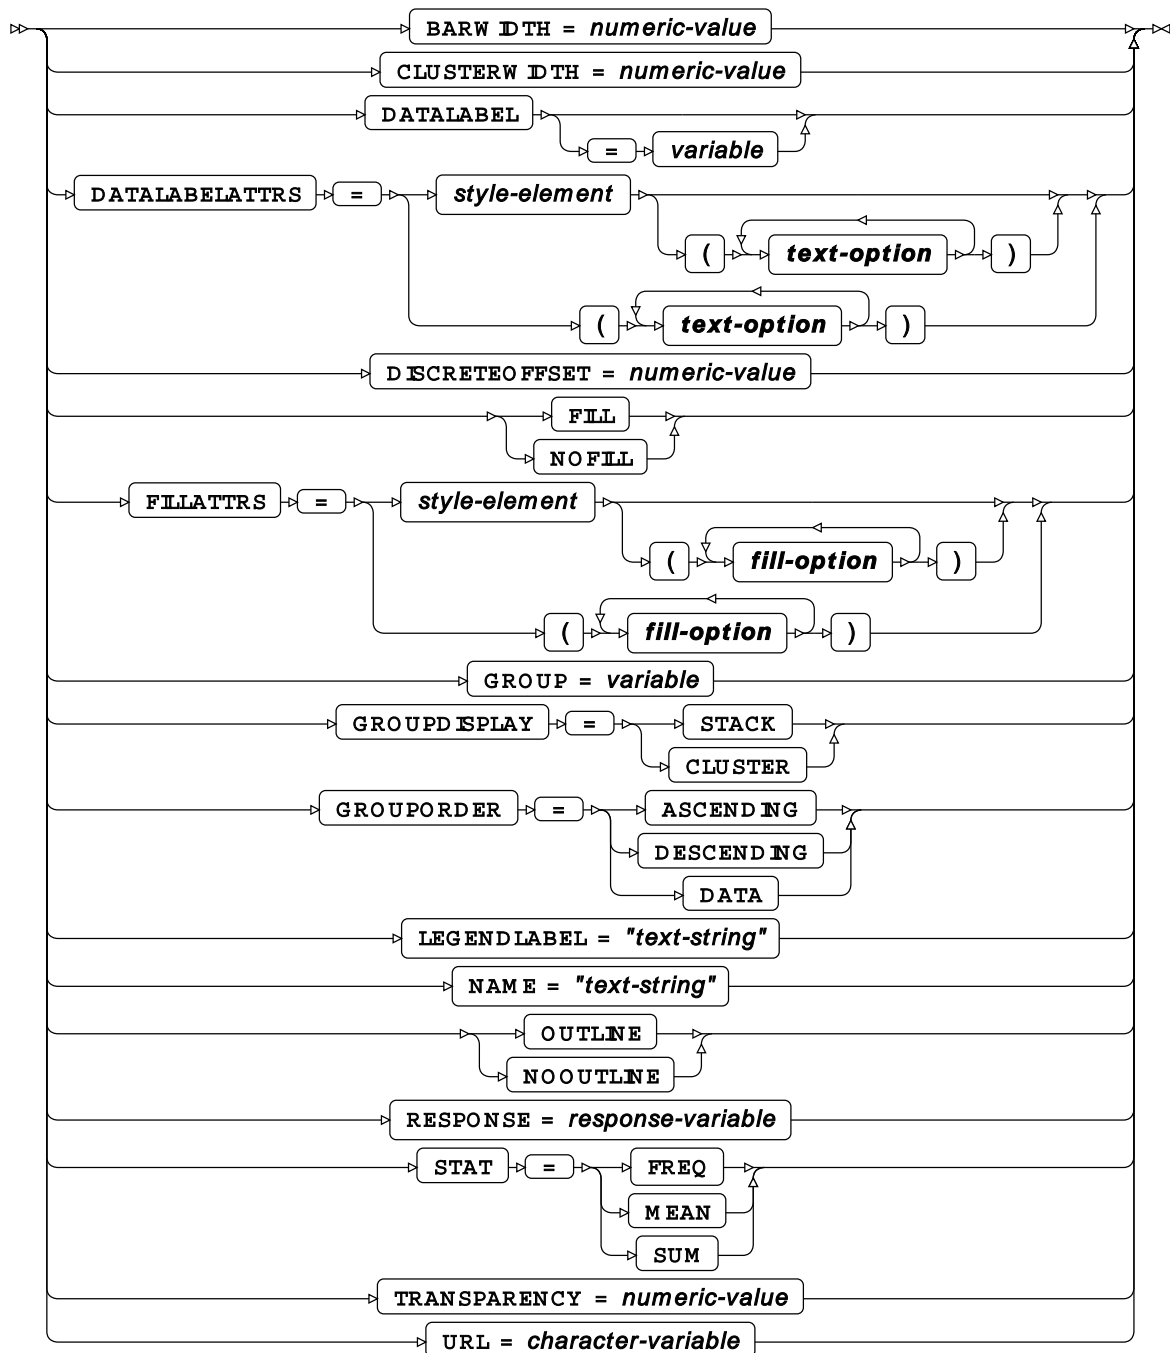 BARWIDTH = numeric-value
CLUSTERWIDTH = numeric-value
DATALABEL
= variable
DATALABELATTRS = style-element
( text-option )
( text-option )
DISCRETEOFFSET = numeric-value
FILL
NOFILL
FILLATTRS = style-element
( fill-option )
( fill-option )
GROUP = variable
GROUPDISPLAY = STACK
CLUSTER
GROUPORDER = ASCENDING
DESCENDING
DATA
LEGENDLABEL = "text-string"
NAME = "text-string"
OUTLINE
NOOUTLINE
RESPONSE = response-variable
STAT = FREQ
MEAN
SUM
TRANSPARENCY = numeric-value
URL = character-variable